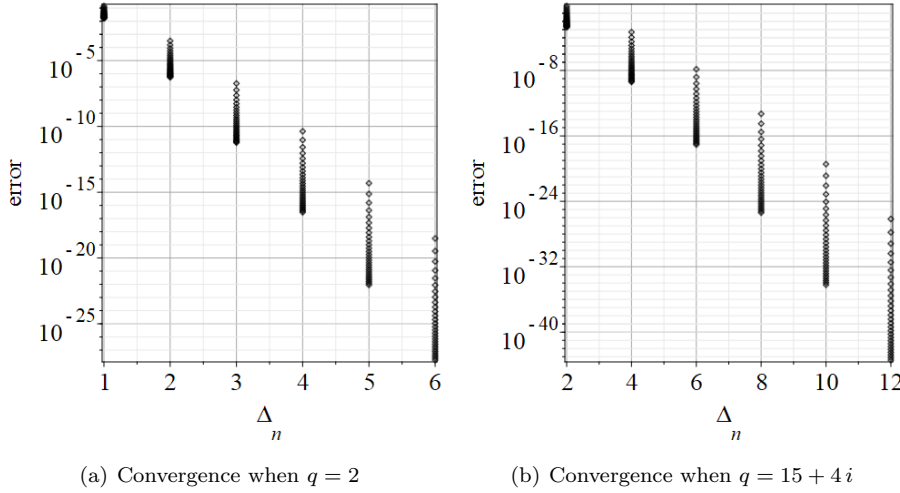 10^-5
10^-10
10^-15
10^-20
10^-25
error
1 2 3 4 5 6
Δ_n
(a) Convergence when q = 2
10^-8
10^-16
10^-24
10^-32
10^-40
error
2 4 6 8 10 12
Δ_n
(b) Convergence when q = 15 + 4 i